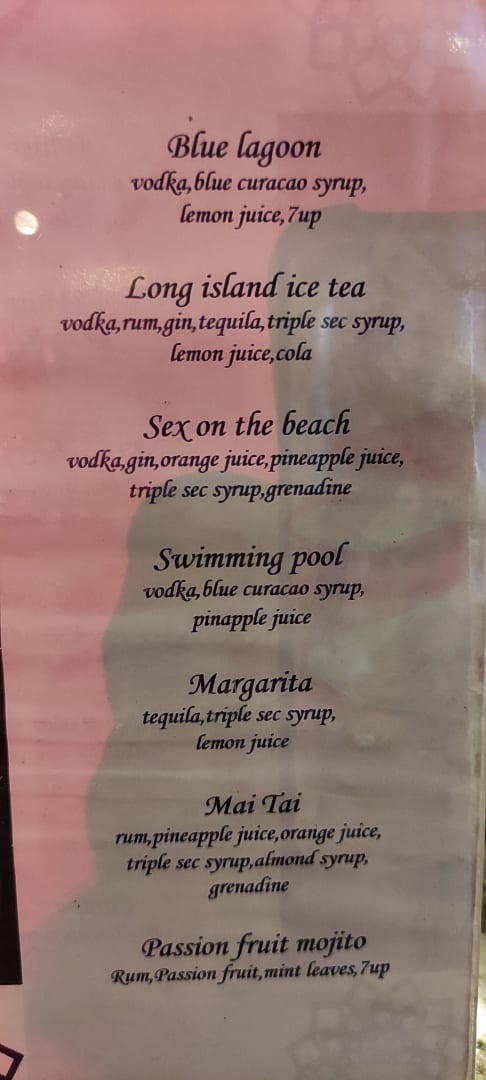 Blue lagoon
vodka,blue curacao syrup,
lemon juice,7up
Long island ice tea
vodka,rum,gin,tequila,triple sec syrup,
lemon juice,cola
Sex on the beach
vodka,gin,orange juice,pineapple juice,
triple sec syrup,grenadine
Swimming pool
vodka,blue curacao syrup,
pinapple juice
Margarita
tequila,triple sec syrup,
lemon juice
Mai Tai
rum,pineapple juice,orange juice,
triple sec syrup,almond syrup,
grenadine
Passion fruit mojito
Rum,Passion fruit,mint leaves,7up